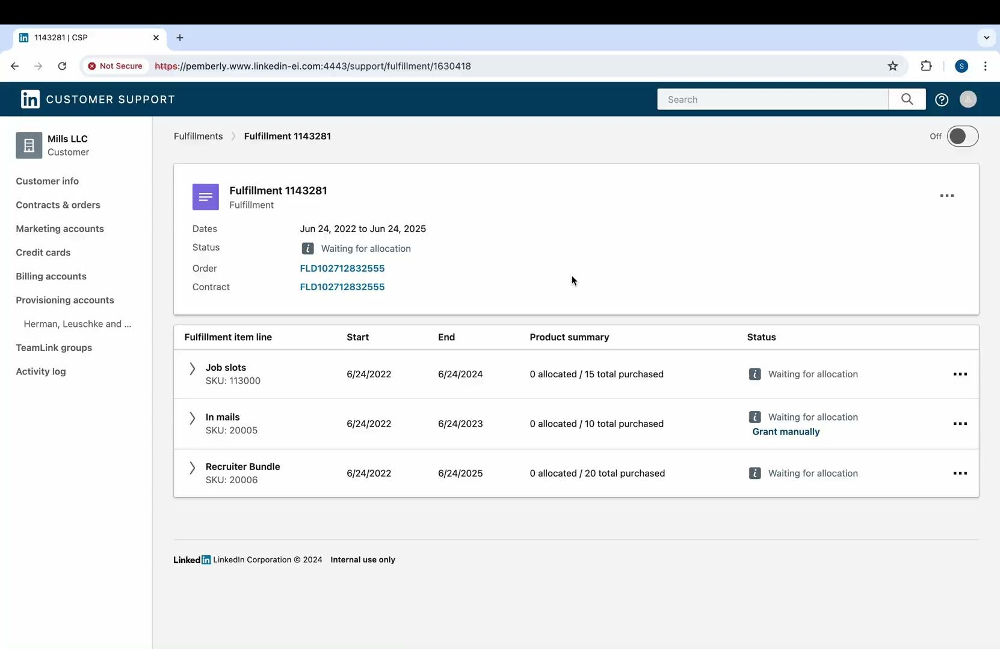 1143281 | CSP
Not Secure https://pemberly.www.linkedin-ei.com:4443/support/fulfillment/1630418 S
in CUSTOMER SUPPORT Search
Mills LLC
Customer
Customer info
Contracts & orders
Marketing accounts
Credit cards
Billing accounts
Provisioning accounts
Herman, Leuschke and ...
TeamLink groups
Activity log
Fulfillments Fulfillment 1143281 Off
Fulfillment 1143281
Fulfillment
Dates Jun 24, 2022 to Jun 24, 2025
Status Waiting for allocation
Order FLD102712832555
Contract FLD102712832555
Fulfillment item line Start End Product summary Status
Job slots
SKU: 113000 6/24/2022 6/24/2024 0 allocated / 15 total purchased Waiting for allocation
In mails
SKU: 20005 6/24/2022 6/24/2023 0 allocated / 10 total purchased Waiting for allocation
Grant manually
Recruiter Bundle
SKU: 20006 6/24/2022 6/24/2025 0 allocated / 20 total purchased Waiting for allocation
Linked in LinkedIn Corporation © 2024 Internal use only